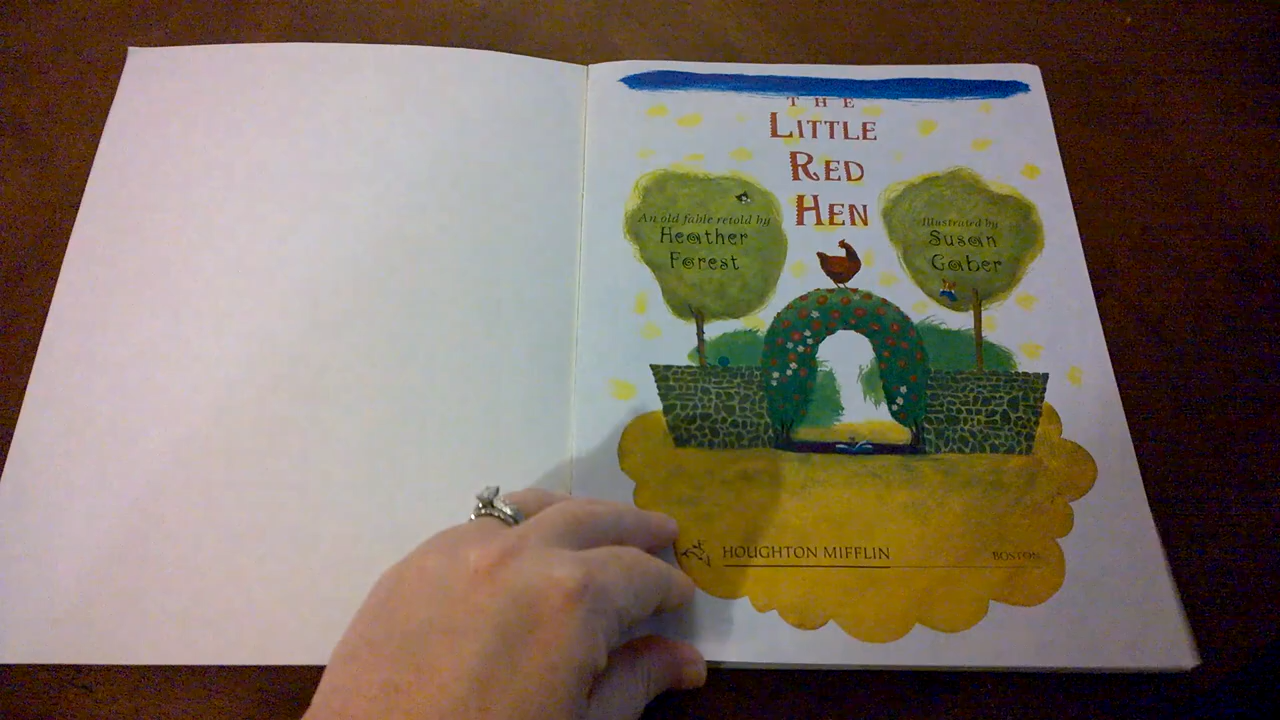 THE
LITTLE
RED
HEN
An old fable retold by
Heather
Forest
Illustrated by
Susan
Gaber
HOUGHTON MIFFLIN
BOSTON